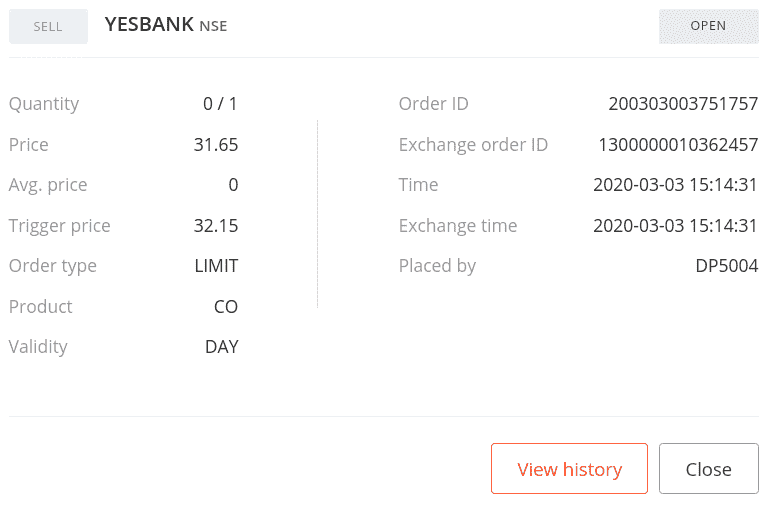 SELL YESBANK NSE OPEN
Quantity 0 / 1
Price 31.65
Avg. price 0
Trigger price 32.15
Order type LIMIT
Product CO
Validity DAY
Order ID 200303003751757
Exchange order ID 1300000010362457
Time 2020-03-03 15:14:31
Exchange time 2020-03-03 15:14:31
Placed by DP5004
View history Close